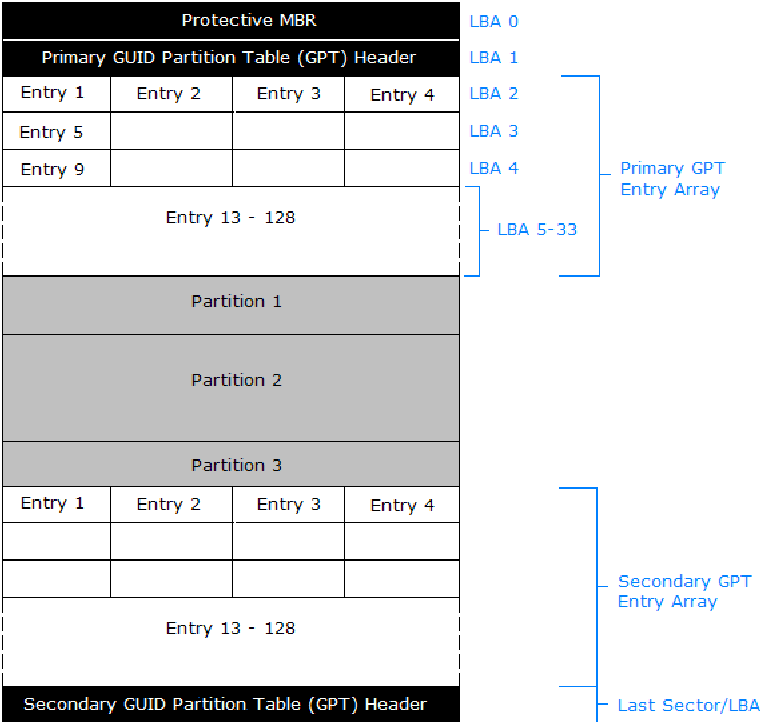 Protective MBR
LBA 0
Primary GUID Partition Table (GPT) Header
LBA 1
Entry 1
Entry 2
Entry 3
Entry 4
LBA 2
Entry 5
LBA 3
Entry 9
LBA 4
Primary GPT
Entry Array
Entry 13 - 128
LBA 5-33
Partition 1
Partition 2
Partition 3
Entry 1
Entry 2
Entry 3
Entry 4
Secondary GPT
Entry Array
Entry 13 - 128
Secondary GUID Partition Table (GPT) Header
Last Sector/LBA